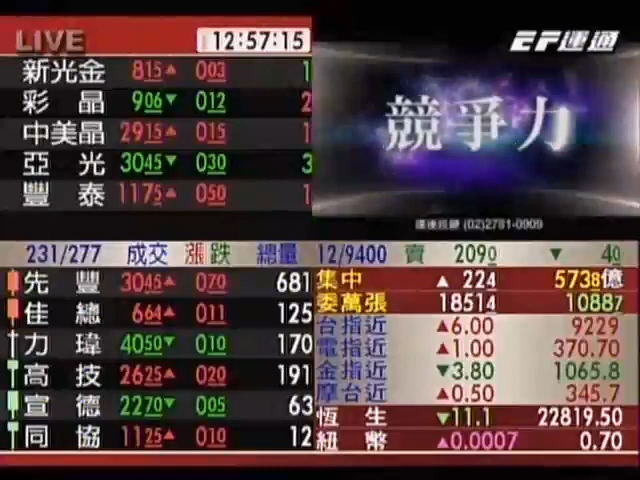 LIVE 12:57:15
新光金 815▲ 003 1
彩晶 906▼ 012 2
中美晶 2915▲ 015 1
亞光 3045▼ 030 3
豐泰 1175▲ 050 1
EF運通
競爭力
(02)2781-0909
231/277 成交 漲跌 總量
先豐 3045▲ 070 681
佳總 664▲ 011 125
力瑋 4050▼ 010 170
高技 2625▲ 020 191
宣德 2270▼ 005 63
同協 1125▲ 010 12
12/9400 賣 2090 ▼ 40
集中 ▲ 224 5738億
委萬張 18514 10887
台指近 ▲6.00 9229
電指近 ▲1.00 370.70
金指近 ▼3.80 1065.8
摩台近 ▲0.50 345.7
恆生 ▼11.1 22819.50
紐幣 ▲0.0007 0.70